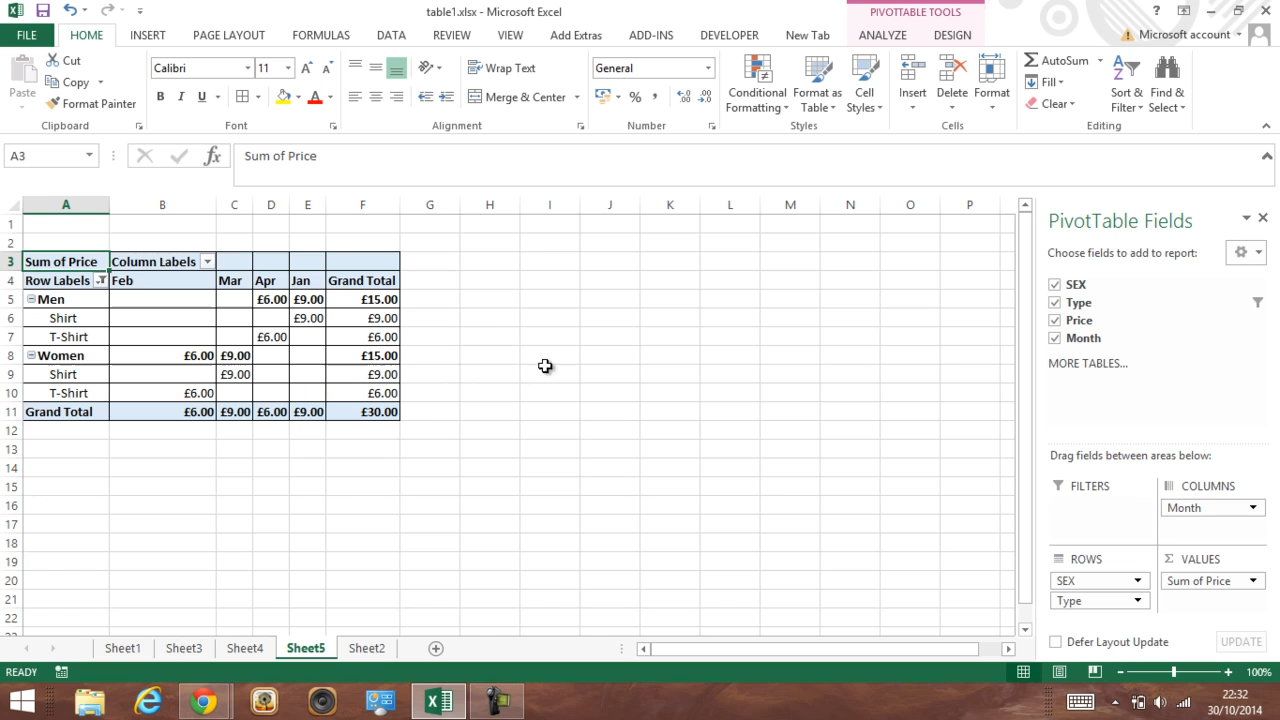 table1.xlsx - Microsoft Excel
PIVOTTABLE TOOLS
FILE HOME INSERT PAGE LAYOUT FORMULAS DATA REVIEW VIEW Add Extras ADD-INS DEVELOPER New Tab ANALYZE DESIGN Microsoft account
Paste
Cut
Copy
Format Painter
Clipboard
Calibri 11
B I U
Font
Wrap Text
Merge & Center
Alignment
General
%
Number
Conditional Formatting
Format as Table
Cell Styles
Styles
Insert Delete Format
Cells
AutoSum
Fill
Clear
Sort & Filter
Find & Select
Editing
A3 fx Sum of Price
A B C D E F G H I J K L M N O P
1
2
3 Sum of Price Column Labels
4 Row Labels Feb Mar Apr Jan Grand Total
5 Men £6.00 £9.00 £15.00
6 Shirt £9.00 £9.00
7 T-Shirt £6.00 £6.00
8 Women £6.00 £9.00 £15.00
9 Shirt £9.00 £9.00
10 T-Shirt £6.00 £6.00
11 Grand Total £6.00 £9.00 £6.00 £9.00 £30.00
12
13
14
15
16
17
18
19
20
21
22
PivotTable Fields
Choose fields to add to report:
SEX
Type
Price
Month
MORE TABLES...
Drag fields between areas below:
FILTERS
COLUMNS
Month
ROWS
SEX
Type
VALUES
Sum of Price
Defer Layout Update UPDATE
Sheet1 Sheet3 Sheet4 Sheet5 Sheet2
READY 100%
22:32
30/10/2014